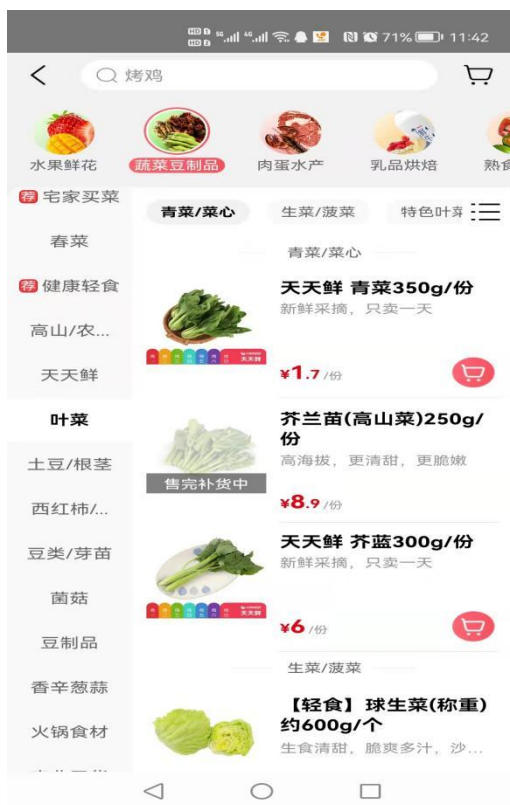 71% 11:42
烤鸡
水果鲜花
蔬菜豆制品
肉蛋水产
乳品烘焙
熟食
荐 宅家买菜
春菜
荐 健康轻食
高山/农...
天天鲜
叶菜
土豆/根茎
西红柿/...
豆类/芽苗
菌菇
豆制品
香辛葱蒜
火锅食材
青菜/菜心
生菜/菠菜
特色叶菜
青菜/菜心
天天鲜 青菜350g/份
新鲜采摘，只卖一天
¥1.7/份
芥兰苗(高山菜)250g/
份
高海拔，更清甜，更脆嫩
售完补货中
¥8.9/份
天天鲜 芥蓝300g/份
新鲜采摘，只卖一天
¥6/份
生菜/菠菜
【轻食】球生菜(称重)
约600g/个
生食清甜，脆爽多汁，沙...